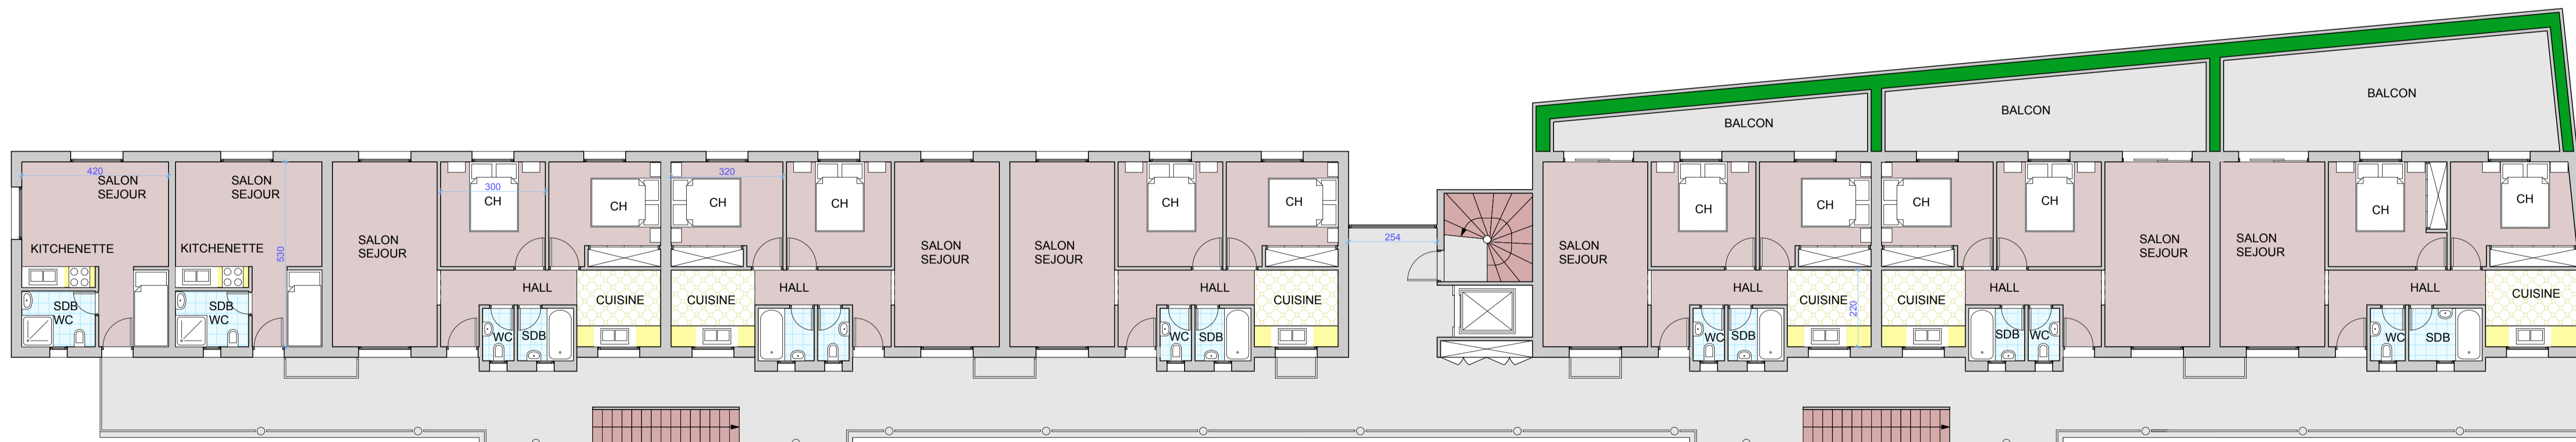 BALCON
BALCON
BALCON
420
SALON
SEJOUR
SALON
SEJOUR
300
CH
CH
320
CH
CH
CH
CH
CH
CH
CH
CH
CH
CH
KITCHENETTE
KITCHENETTE
530
SALON
SEJOUR
SALON
SEJOUR
SALON
SEJOUR
254
SALON
SEJOUR
SALON
SEJOUR
SALON
SEJOUR
SDB
WC
SDB
WC
HALL
CUISINE
CUISINE
HALL
HALL
CUISINE
HALL
CUISINE
220
CUISINE
HALL
HALL
CUISINE
WC
SDB
WC
SDB
WC
SDB
SDB
WC
WC
SDB